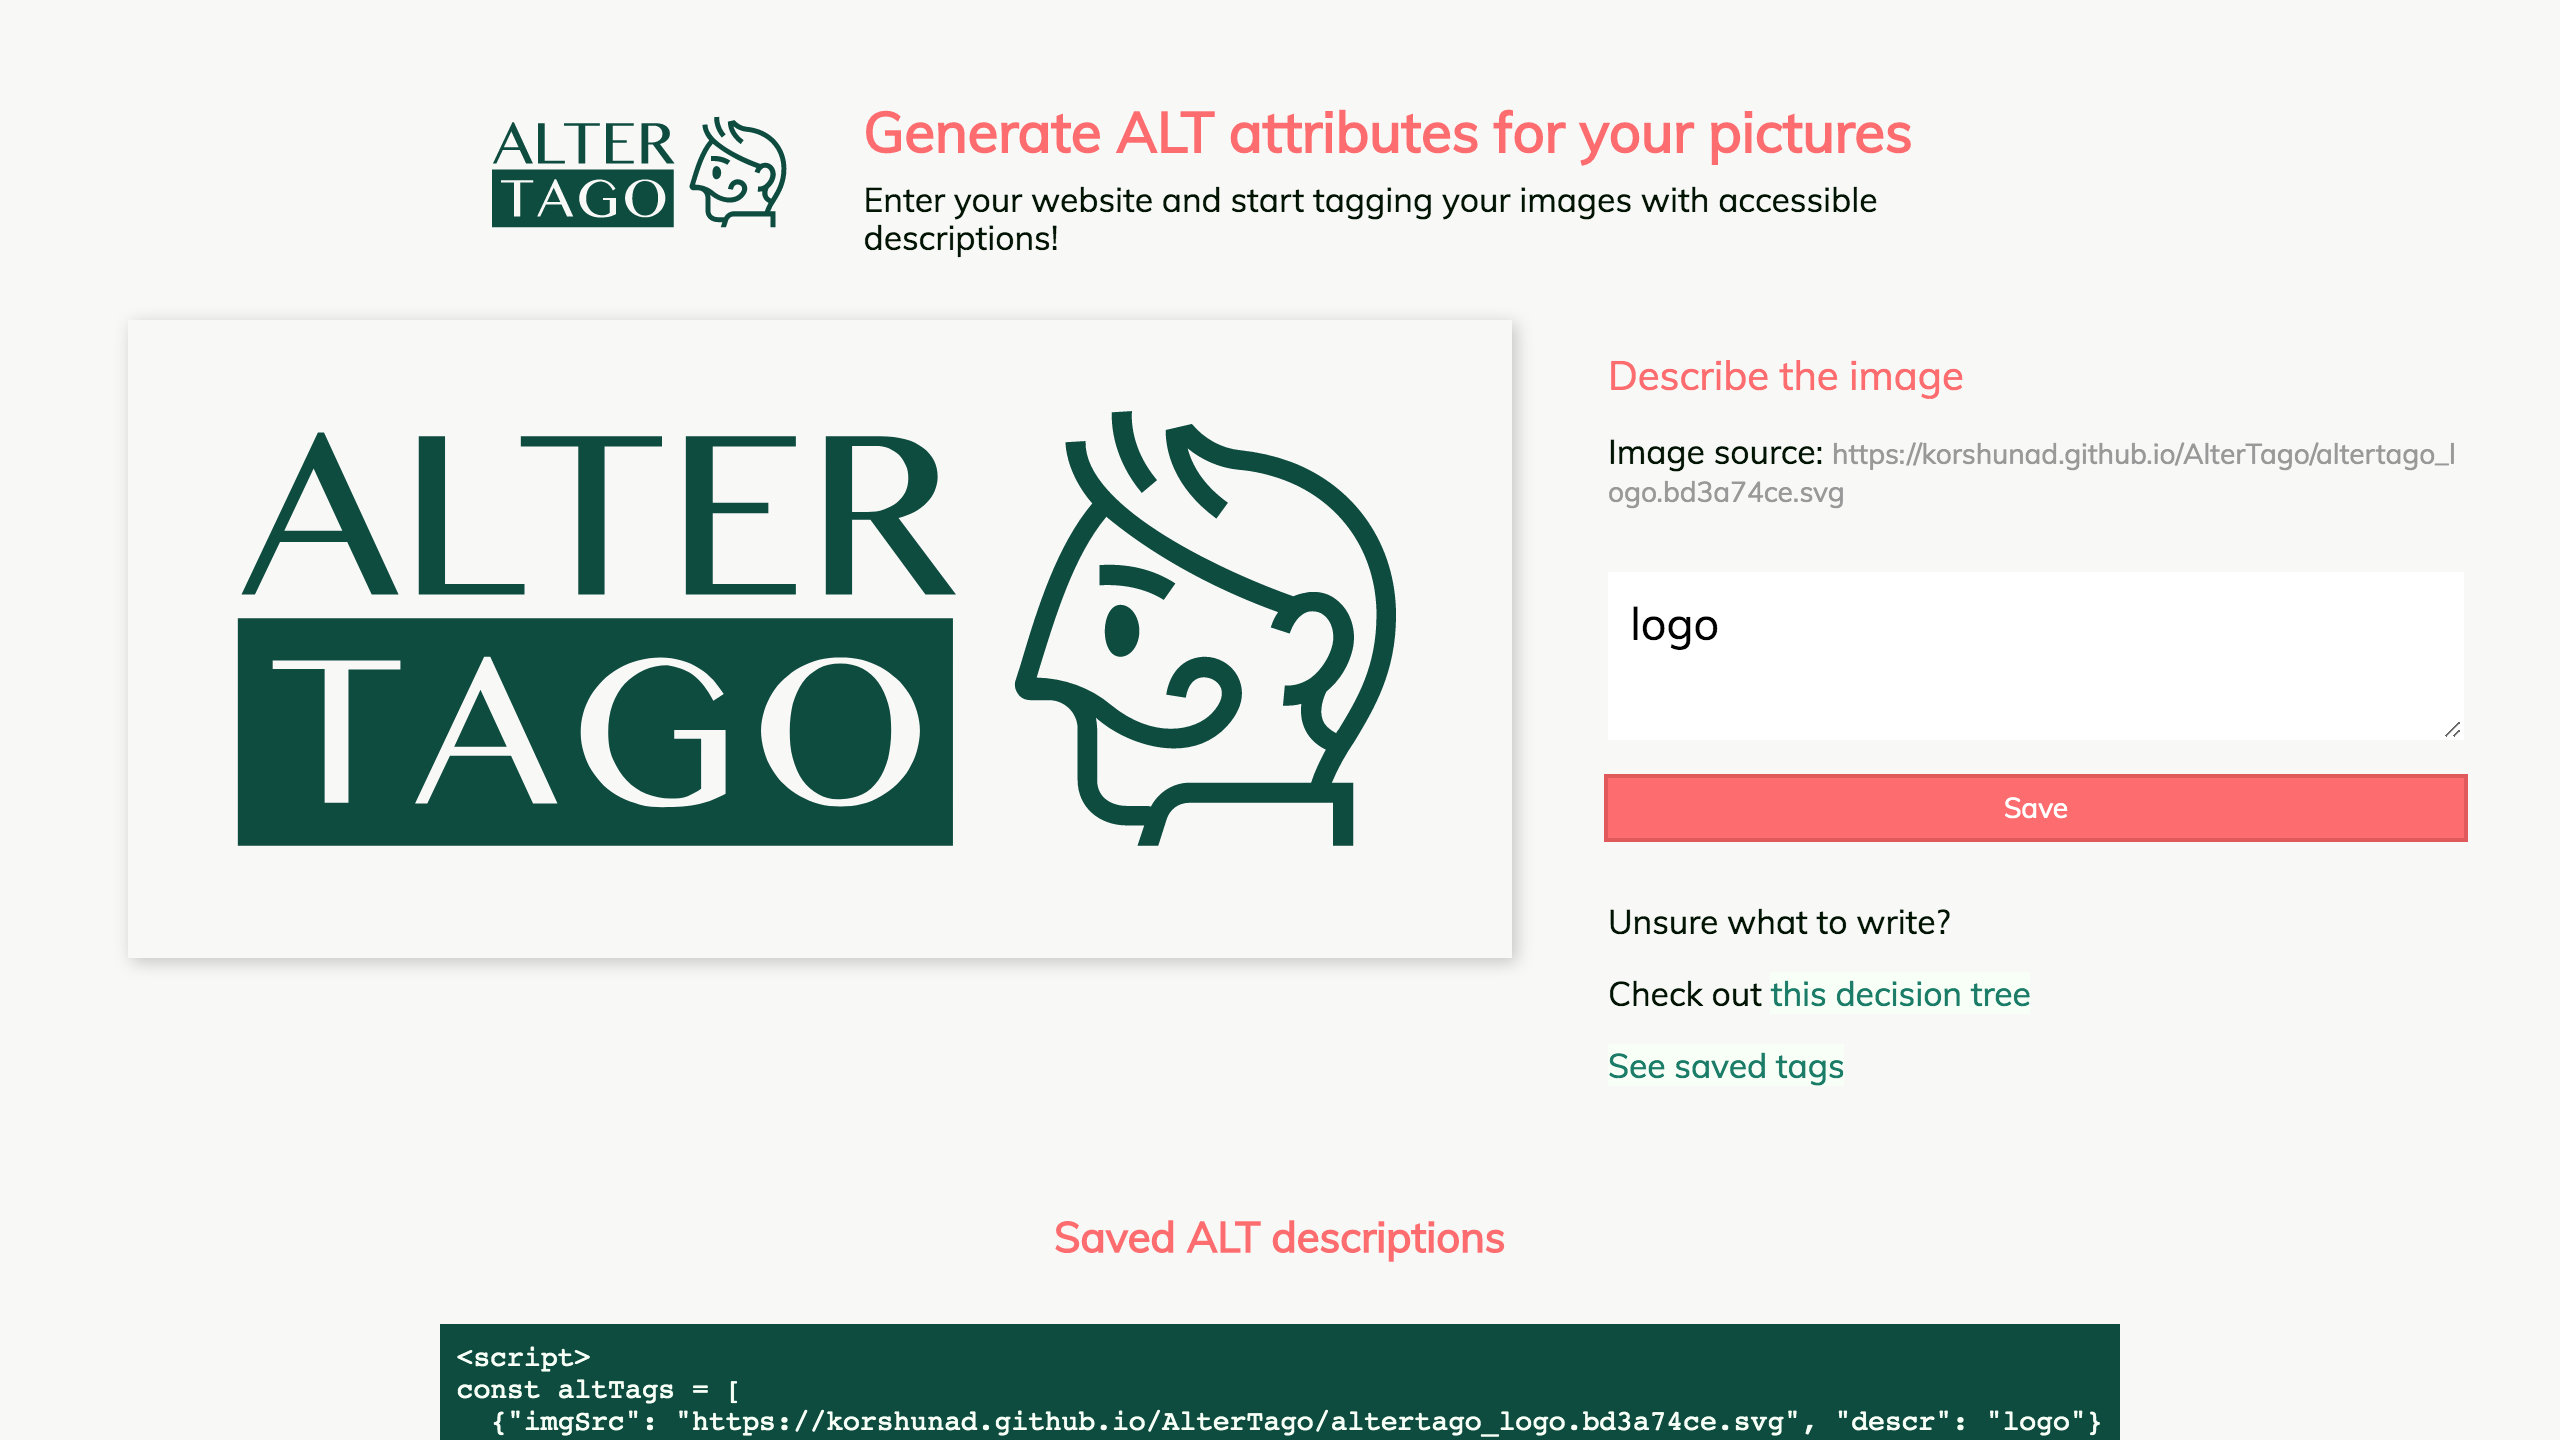 ALTER
TAGO
Generate ALT attributes for your pictures
Enter your website and start tagging your images with accessible
descriptions!
ALTER
TAGO
Describe the image
Image source: https://korshunad.github.io/AlterTago/altertago_l
ogo.bd3a74ce.svg
logo
Save
Unsure what to write?
Check out this decision tree
See saved tags
Saved ALT descriptions
<script>
const altTags = [
{"imgSrc": "https://korshunad.github.io/AlterTago/altertago_logo.bd3a74ce.svg", "descr": "logo"}